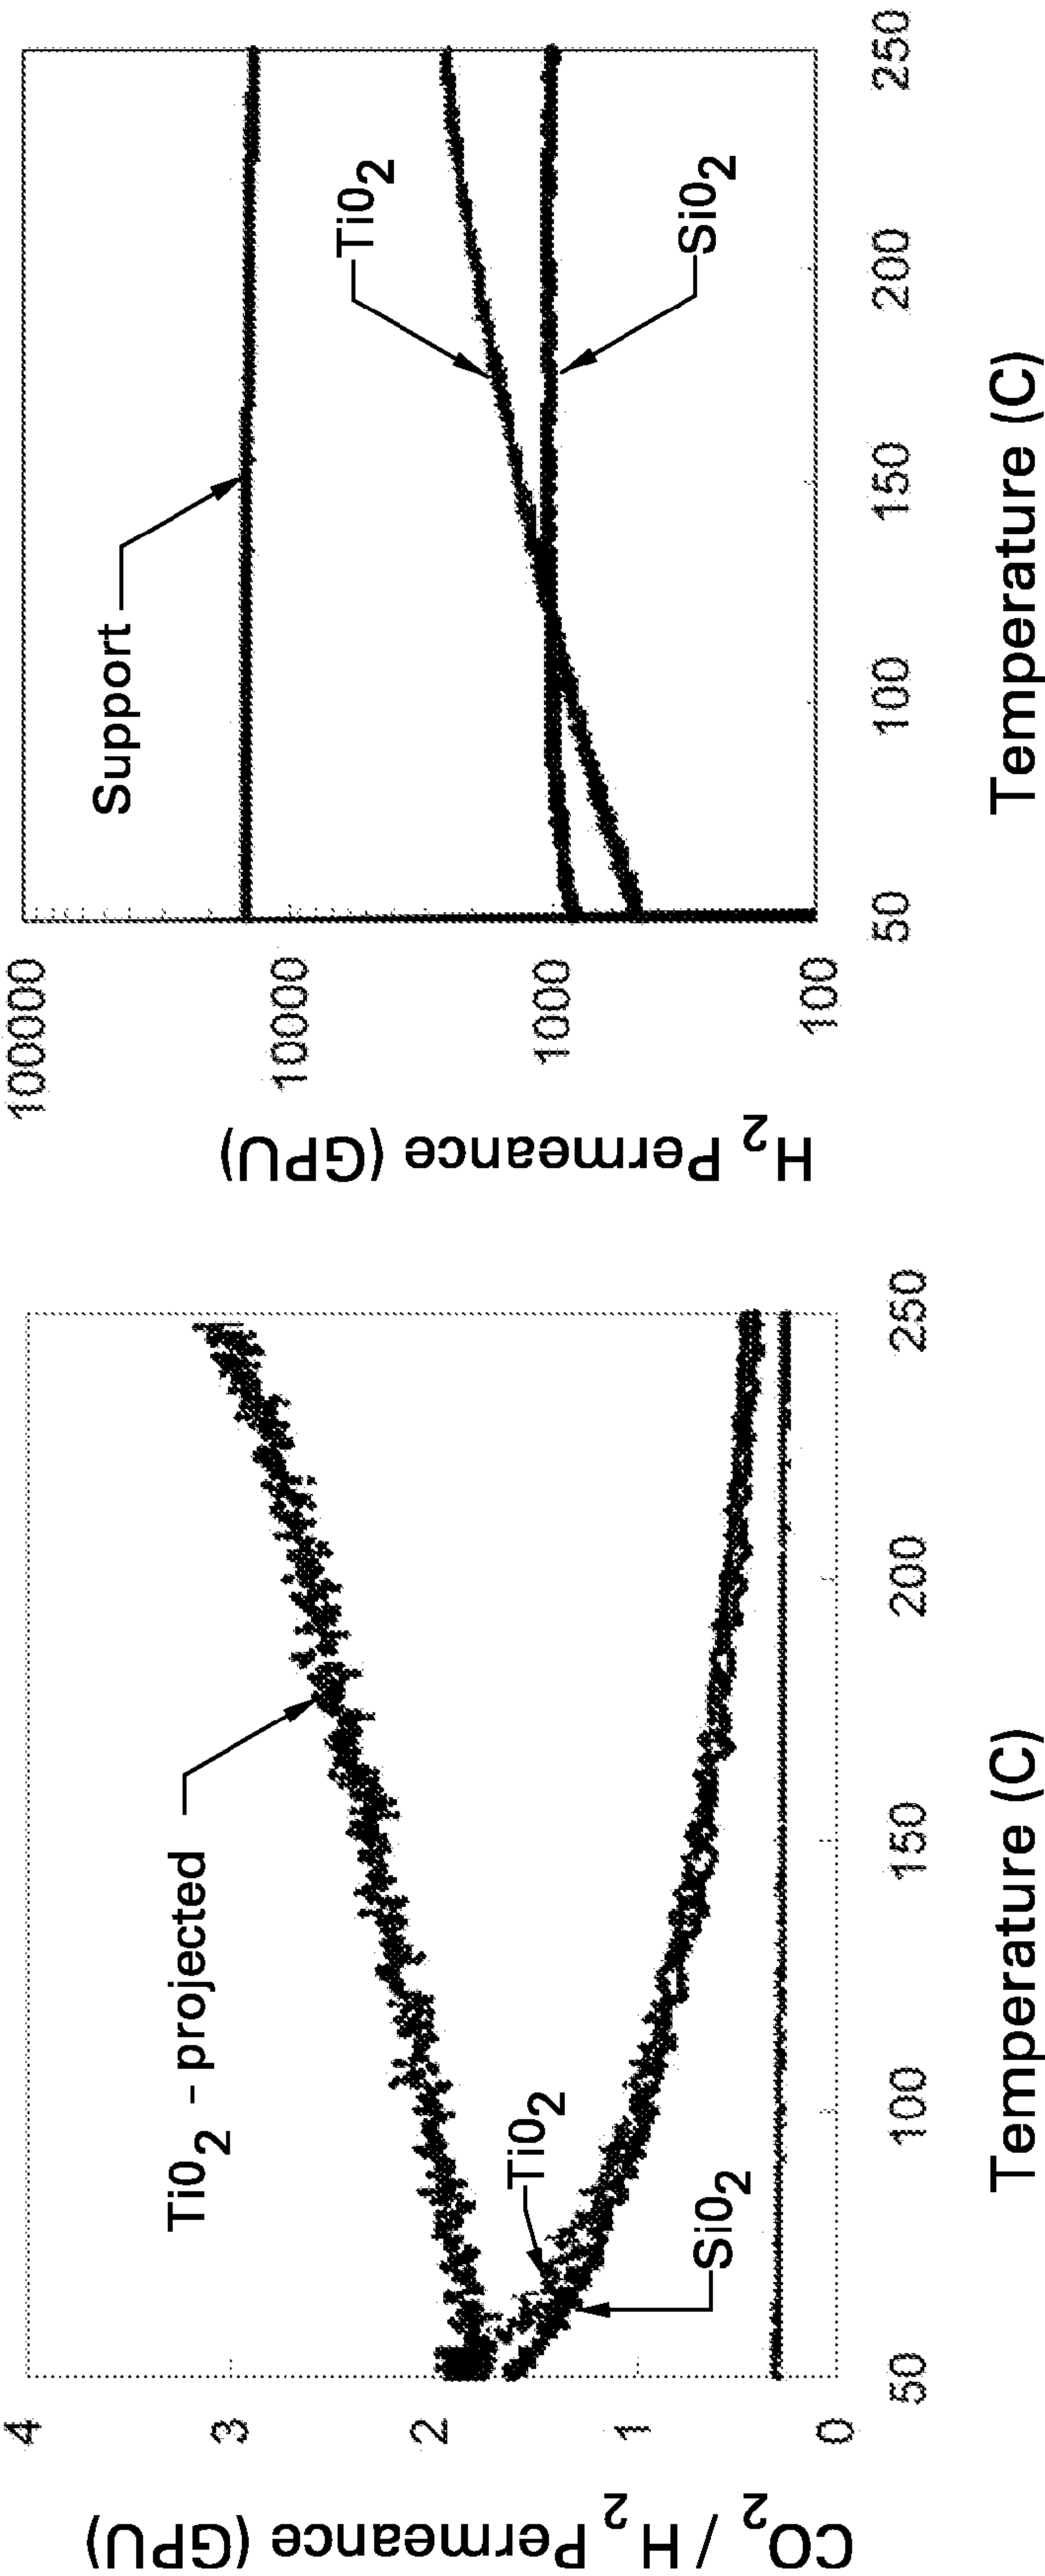 CO2 / H2 Permeance (GPU)
4
3
2
1
0
TiO2 - projected
TiO2
SiO2
50
100
150
200
250
Temperature (C)
H2 Permeance (GPU)
100000
10000
1000
100
Support
TiO2
SiO2
50
100
150
200
250
Temperature (C)